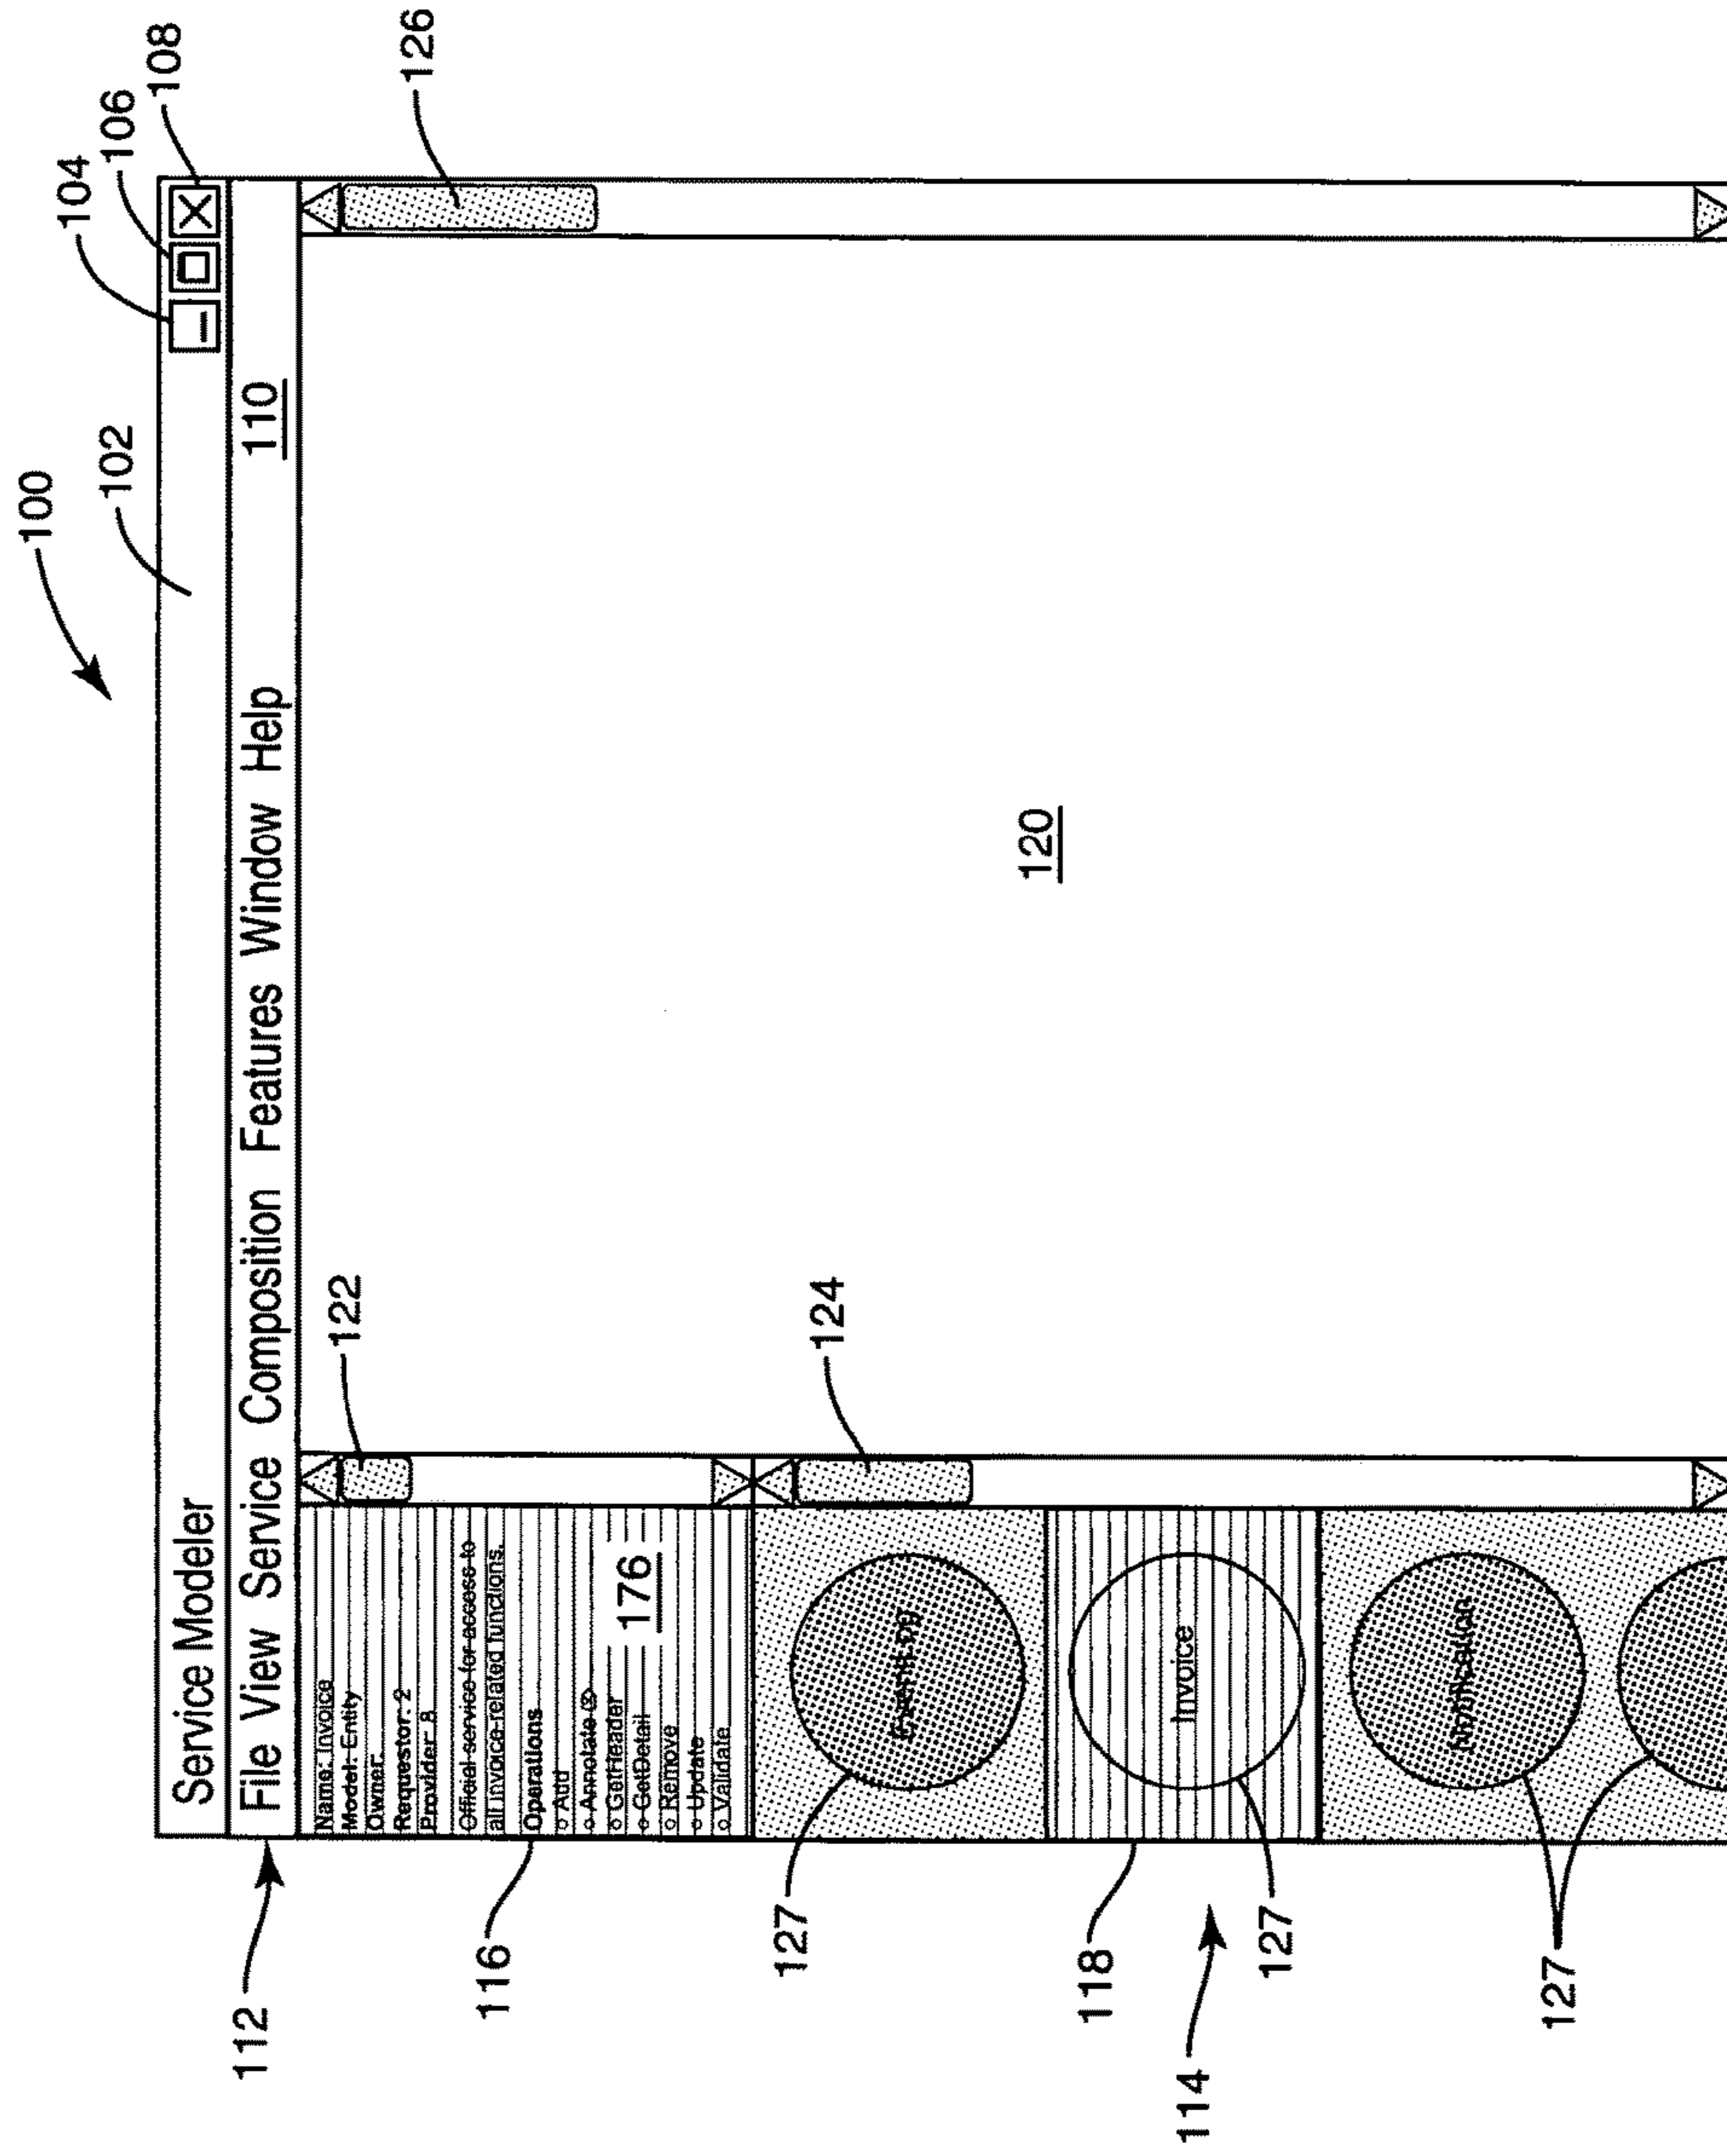 100
102
104
106
108
Service Modeler
112
File View Service Composition Features Window Help
110
126
122
Name: Invoice
Model: Entity
Owner:
Requestor: 2
Provider: 8
Official service for access to
all invoice-related functions.
Operations
Add
Annotate
GetHeader
GetDetail
Remove
Update
Validate
176
116
124
120
127
118
Invoice
114
127
Notification
127